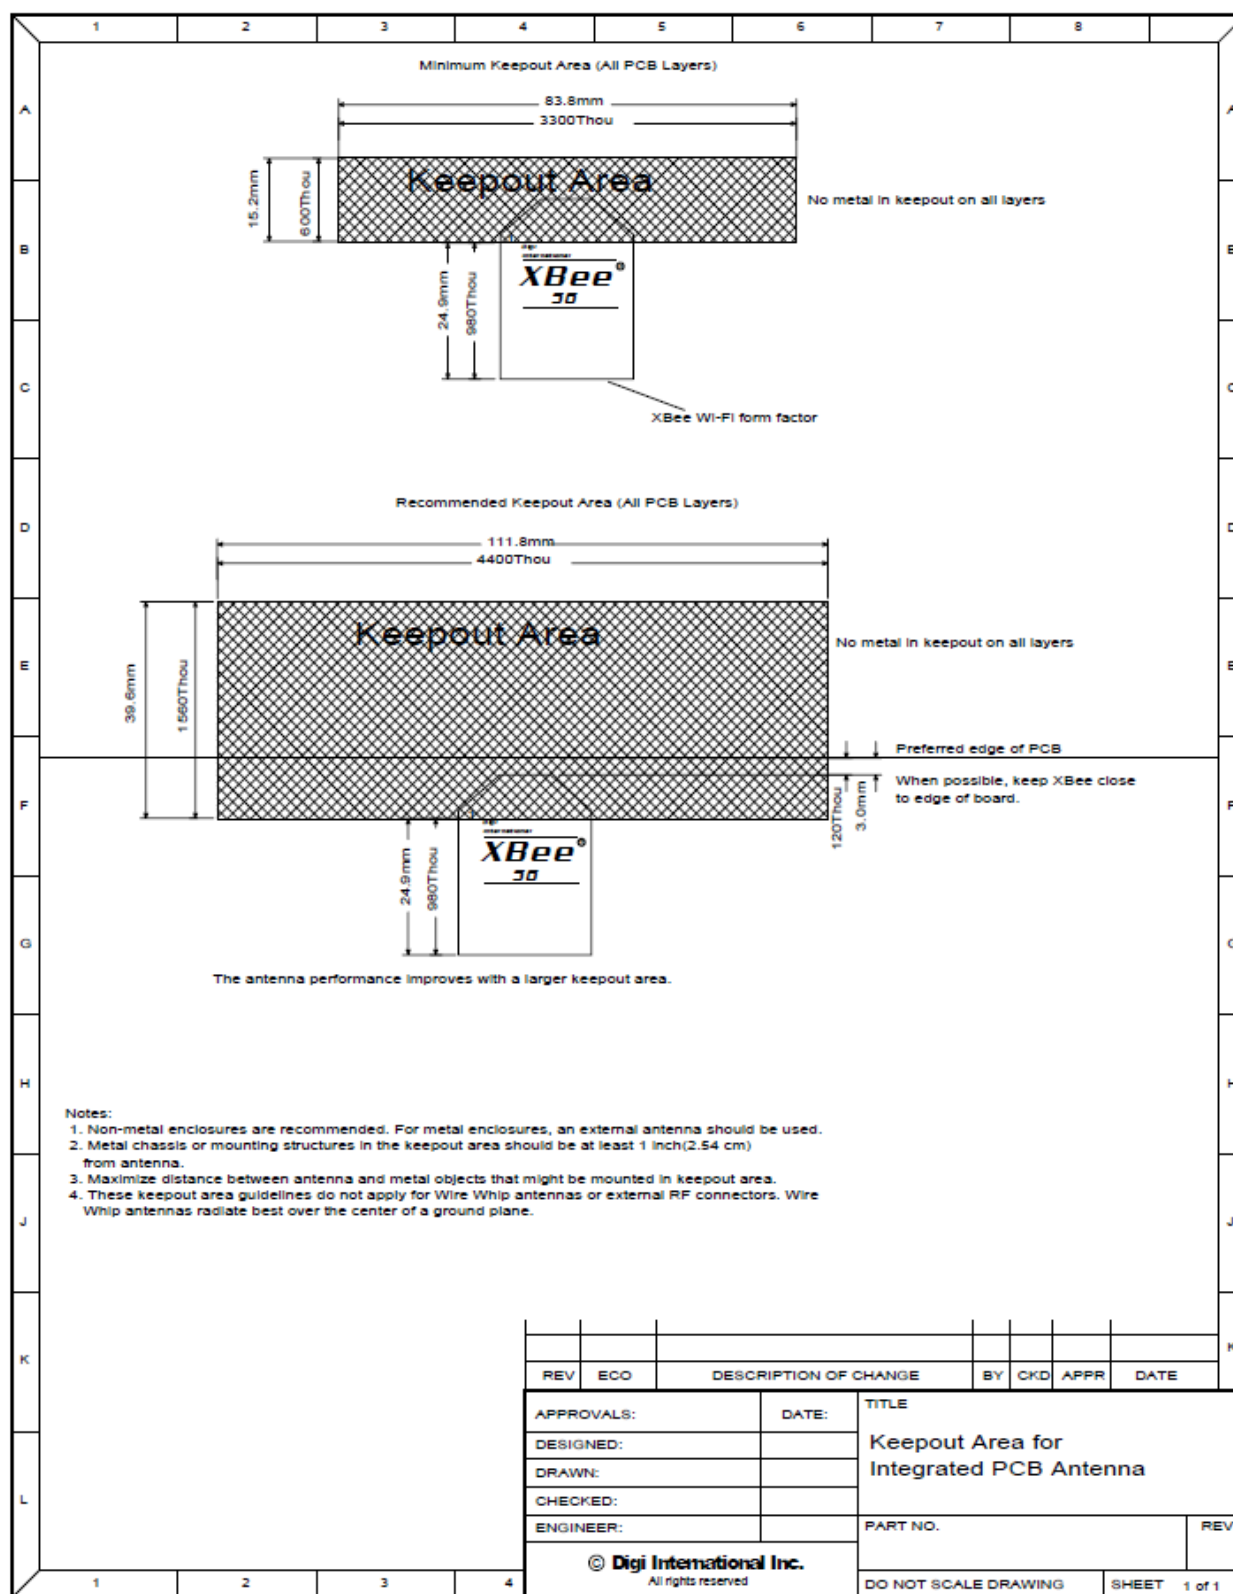 1 2 3 4 5 6 7 8
Minimum Keepout Area (All PCB Layers)
A A
83.8mm
3300Thou
Keepout Area
15.2mm
600Thou
No metal in keepout on all layers
B B
XBee®
24.9mm
980Thou
C C
XBee Wi-Fi form factor
Recommended Keepout Area (All PCB Layers)
D D
111.8mm
4400Thou
Keepout Area
No metal in keepout on all layers
E E
39.6mm
1560Thou
Preferred edge of PCB
When possible, keep XBee close
to edge of board.
F F
120Thou
3.0mm
XBee®
24.9mm
980Thou
G G
The antenna performance improves with a larger keepout area.
H H
Notes:
1. Non-metal enclosures are recommended. For metal enclosures, an external antenna should be used.
2. Metal chassis or mounting structures in the keepout area should be at least 1 inch(2.54 cm)
from antenna.
3. Maximize distance between antenna and metal objects that might be mounted in keepout area.
4. These keepout area guidelines do not apply for Wire Whip antennas or external RF connectors. Wire
Whip antennas radiate best over the center of a ground plane.
J J
K K
REV ECO DESCRIPTION OF CHANGE BY CKD APPR DATE
APPROVALS: DATE: TITLE
DESIGNED: Keepout Area for
Integrated PCB Antenna
DRAWN:
CHECKED:
L
ENGINEER: PART NO. REV
© Digi International Inc.
All rights reserved
DO NOT SCALE DRAWING SHEET 1 of 1
1 2 3 4